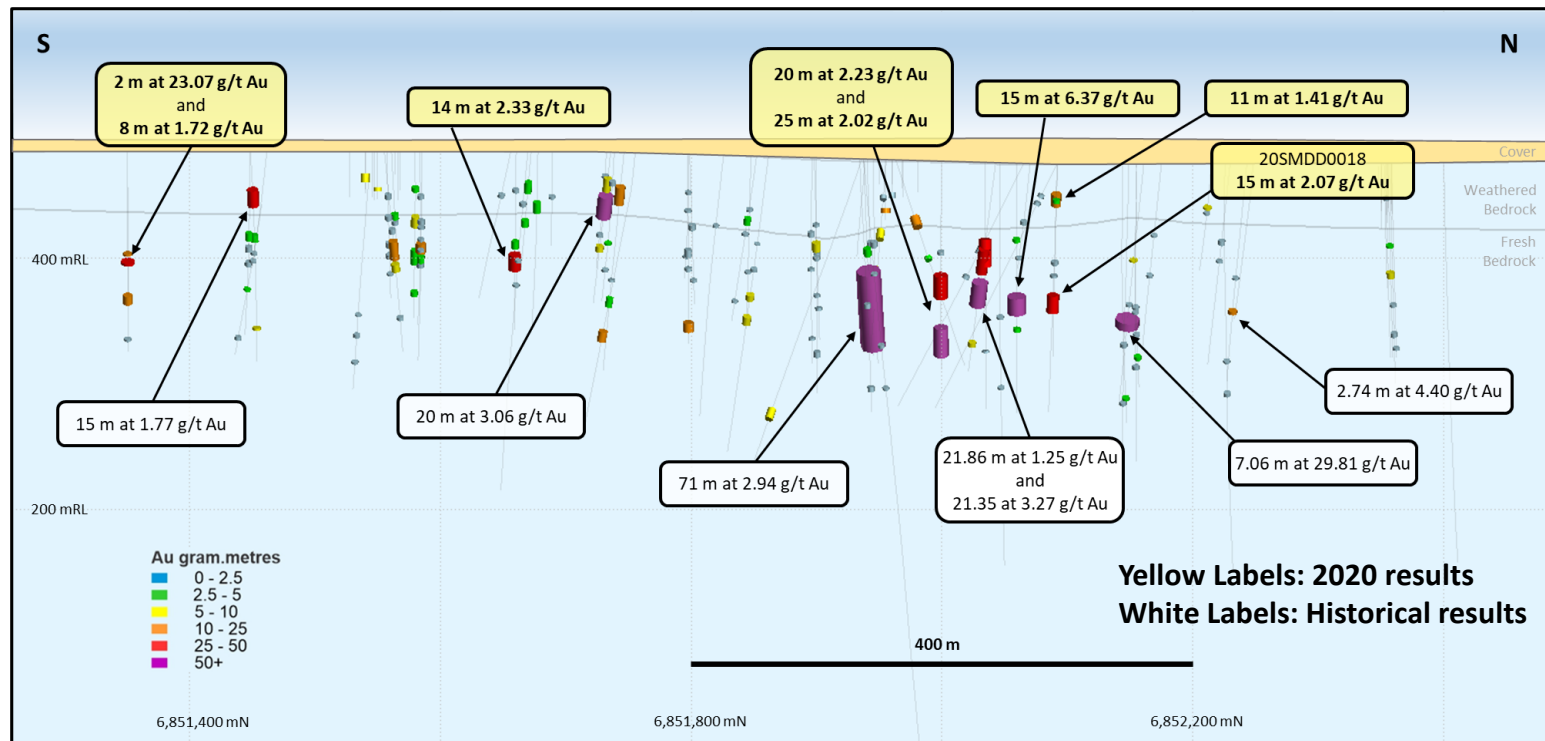 S
N
2 m at 23.07 g/t Au
and
8 m at 1.72 g/t Au
14 m at 2.33 g/t Au
20 m at 2.23 g/t Au
and
25 m at 2.02 g/t Au
15 m at 6.37 g/t Au
11 m at 1.41 g/t Au
20SMDD0018
15 m at 2.07 g/t Au
Cover
Weathered
Bedrock
Fresh
Bedrock
400 mRL
15 m at 1.77 g/t Au
20 m at 3.06 g/t Au
71 m at 2.94 g/t Au
21.86 m at 1.25 g/t Au
and
21.35 at 3.27 g/t Au
7.06 m at 29.81 g/t Au
2.74 m at 4.40 g/t Au
200 mRL
Au gram.metres
0 - 2.5
2.5 - 5
5 - 10
10 - 25
25 - 50
50+
Yellow Labels: 2020 results
White Labels: Historical results
400 m
6,851,400 mN
6,851,800 mN
6,852,200 mN